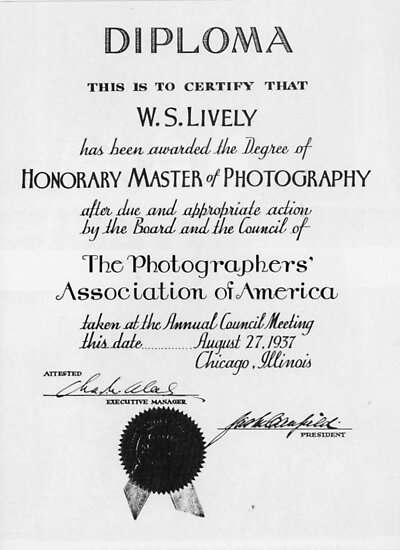 DIPLOMA
THIS IS TO CERTIFY THAT
W. S. LIVELY
has been awarded the Degree of
HONORARY MASTER of PHOTOGRAPHY
after due and appropriate action
by the Board and the Council of
The Photographers'
Association of America
taken at the Annual Council Meeting
this date............August 27, 1937
Chicago, Illinois
ATTESTED
EXECUTIVE MANAGER
PRESIDENT